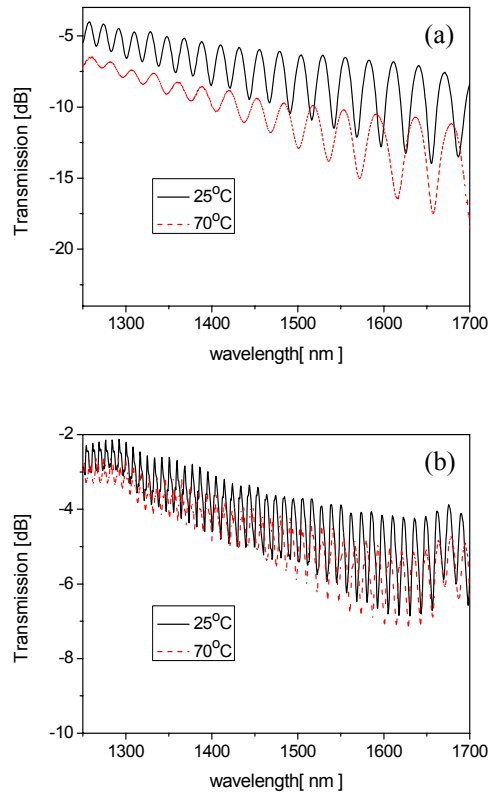 (a)
-5
-10
-15
-20
Transmission [dB]
25°C
70°C
1300 1400 1500 1600 1700
wavelength[ nm ]
(b)
-2
-4
-6
-8
-10
Transmission [dB]
25°C
70°C
1300 1400 1500 1600 1700
wavelength[ nm ]